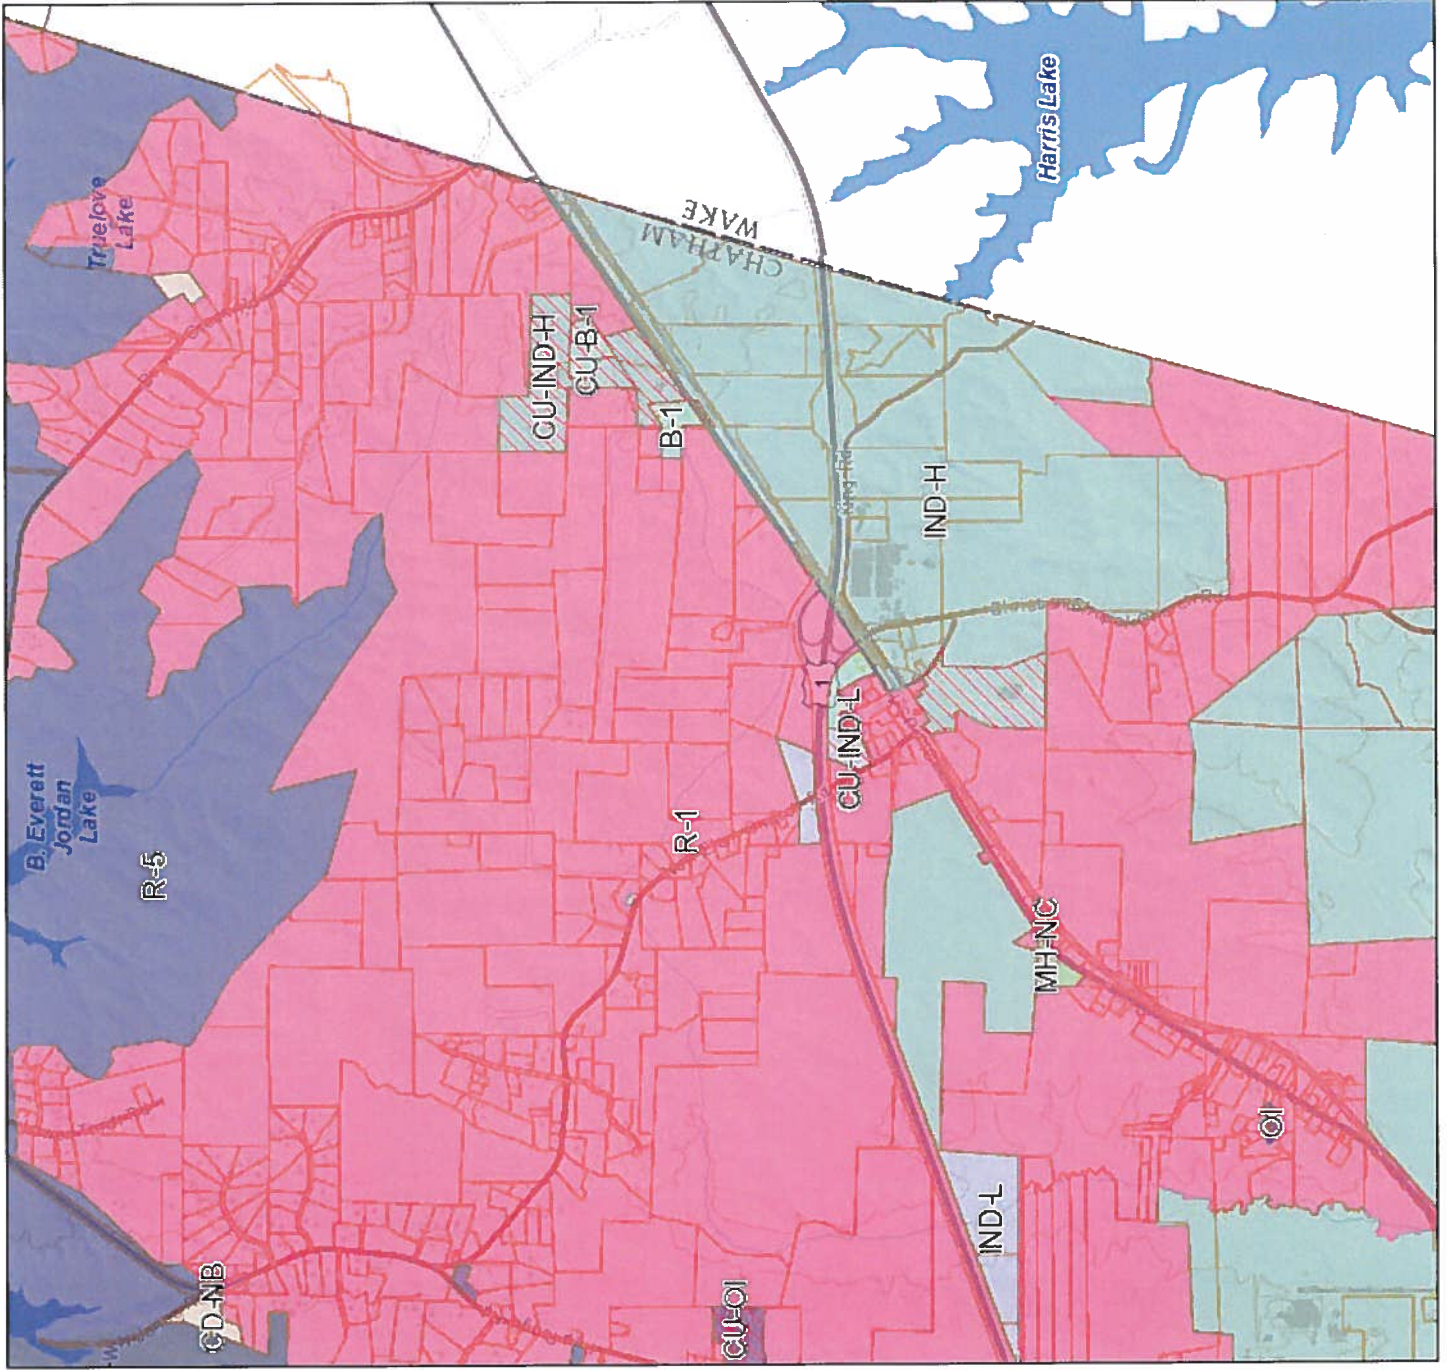 Harris Lake
Truelove
Lake
WAKE
CHATHAM
CU-IND-H
CU-B-1
B-1
IND-H
B. Everett
Jordan
Lake
R-5
1
CU-IND-L
R-1
MH-NC
OI
IND-L
CD-NB
CU-OI